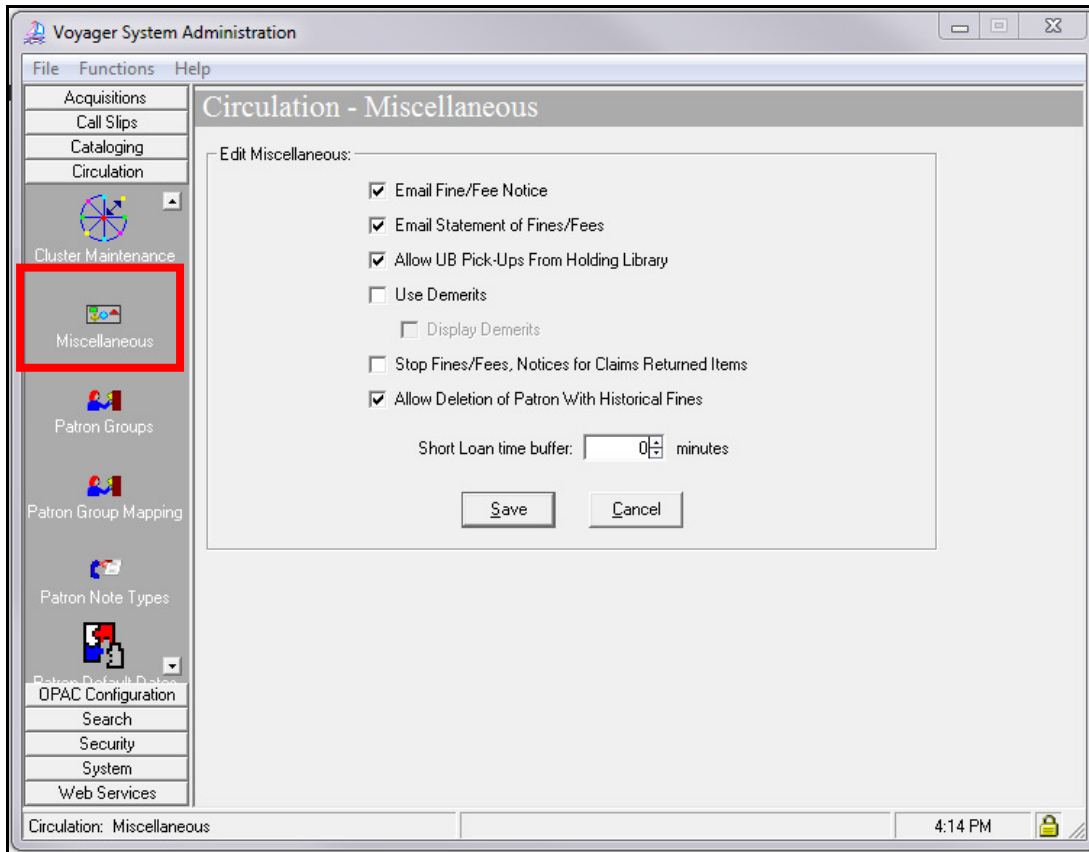 Voyager System Administration
File Functions Help
Acquisitions
Call Slips
Cataloging
Circulation
Cluster Maintenance
Miscellaneous
Patron Groups
Patron Group Mapping
Patron Note Types
Patron Default Dates
OPAC Configuration
Search
Security
System
Web Services
Circulation - Miscellaneous
Edit Miscellaneous:
Email Fine/Fee Notice
Email Statement of Fines/Fees
Allow UB Pick-Ups From Holding Library
Use Demerits
Display Demerits
Stop Fines/Fees, Notices for Claims Returned Items
Allow Deletion of Patron With Historical Fines
Short Loan time buffer: 0 minutes
Save Cancel
Circulation: Miscellaneous 4:14 PM